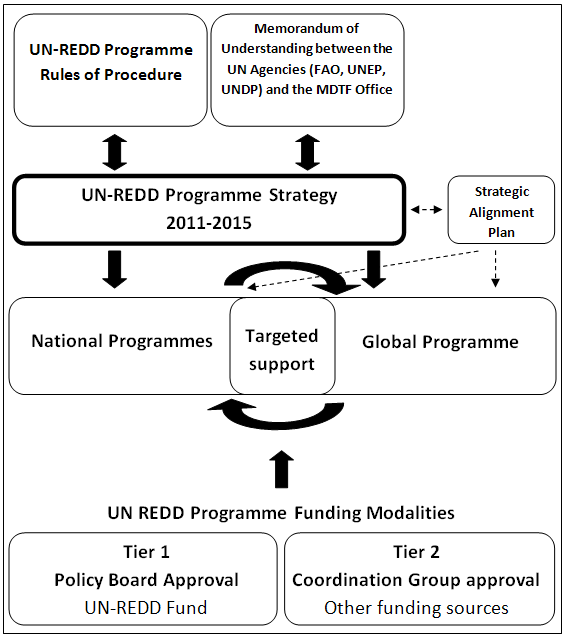 UN-REDD Programme
Rules of Procedure
Memorandum of
Understanding between the
UN Agencies (FAO, UNEP,
UNDP) and the MDTF Office
UN-REDD Programme Strategy
2011-2015
Strategic
Alignment
Plan
National Programmes
Targeted
support
Global Programme
UN REDD Programme Funding Modalities
Tier 1
Policy Board Approval
UN-REDD Fund
Tier 2
Coordination Group approval
Other funding sources